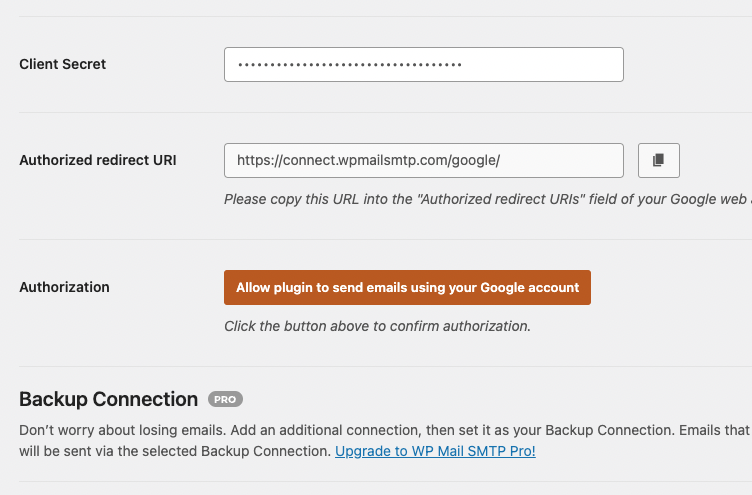 Client Secret
•••••••••••••••••••••••••••••••••••
Authorized redirect URI
https://connect.wpmailsmtp.com/google/
Please copy this URL into the "Authorized redirect URIs" field of your Google web
Authorization
Allow plugin to send emails using your Google account
Click the button above to confirm authorization.
Backup Connection PRO
Don’t worry about losing emails. Add an additional connection, then set it as your Backup Connection. Emails that
will be sent via the selected Backup Connection. Upgrade to WP Mail SMTP Pro!